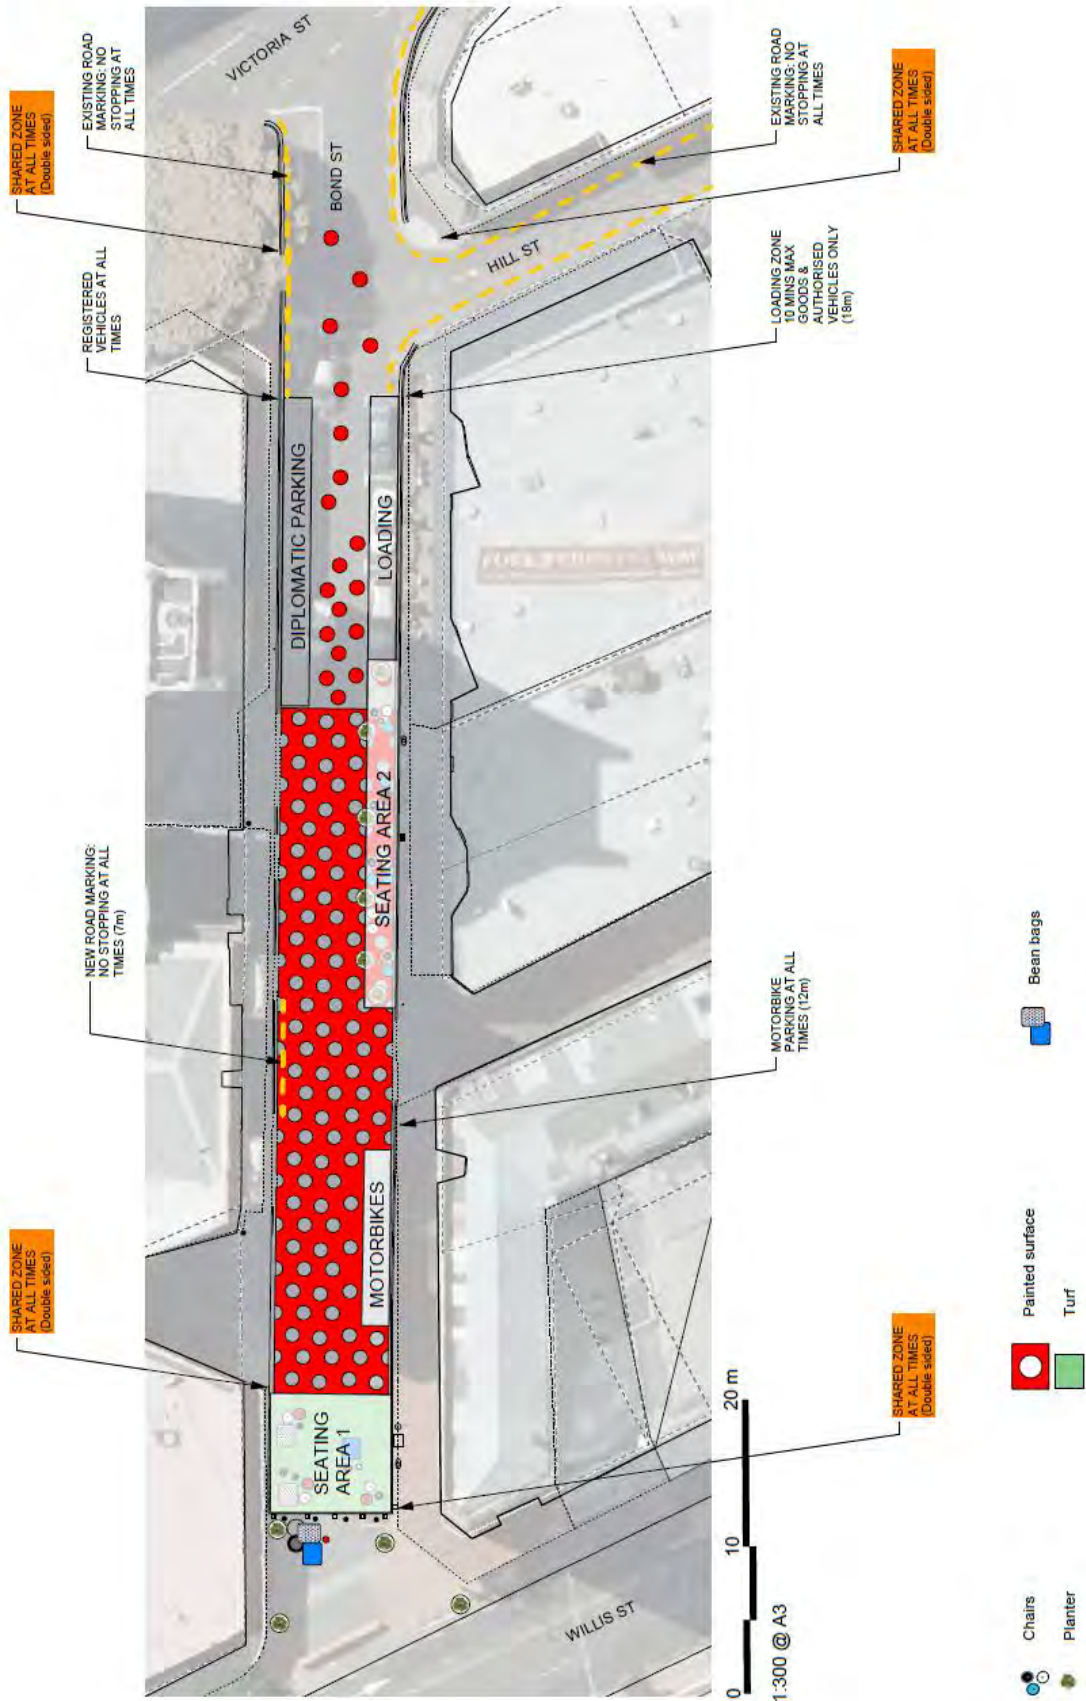 SHARED ZONE
AT ALL TIMES
(Double sided)
NEW ROAD MARKING:
NO STOPPING AT ALL
TIMES (7m)
REGISTERED
VEHICLES AT ALL
TIMES
SHARED ZONE
AT ALL TIMES
(Double sided)
EXISTING ROAD
MARKING: NO
STOPPING AT
ALL TIMES
VICTORIA ST
BOND ST
HILL ST
DIPLOMATIC PARKING
LOADING
SEATING AREA 2
MOTORBIKES
SEATING
AREA 1
WILLIS ST
SHARED ZONE
AT ALL TIMES
(Double sided)
MOTORBIKE
PARKING AT ALL
TIMES (12m)
LOADING ZONE
10 MINS MAX
GOODS &
AUTHORISED
VEHICLES ONLY
(18m)
EXISTING ROAD
MARKING: NO
STOPPING AT
ALL TIMES
SHARED ZONE
AT ALL TIMES
(Double sided)
0 10 20 m
1:300 @ A3
Chairs
Planter
Painted surface
Turf
Bean bags